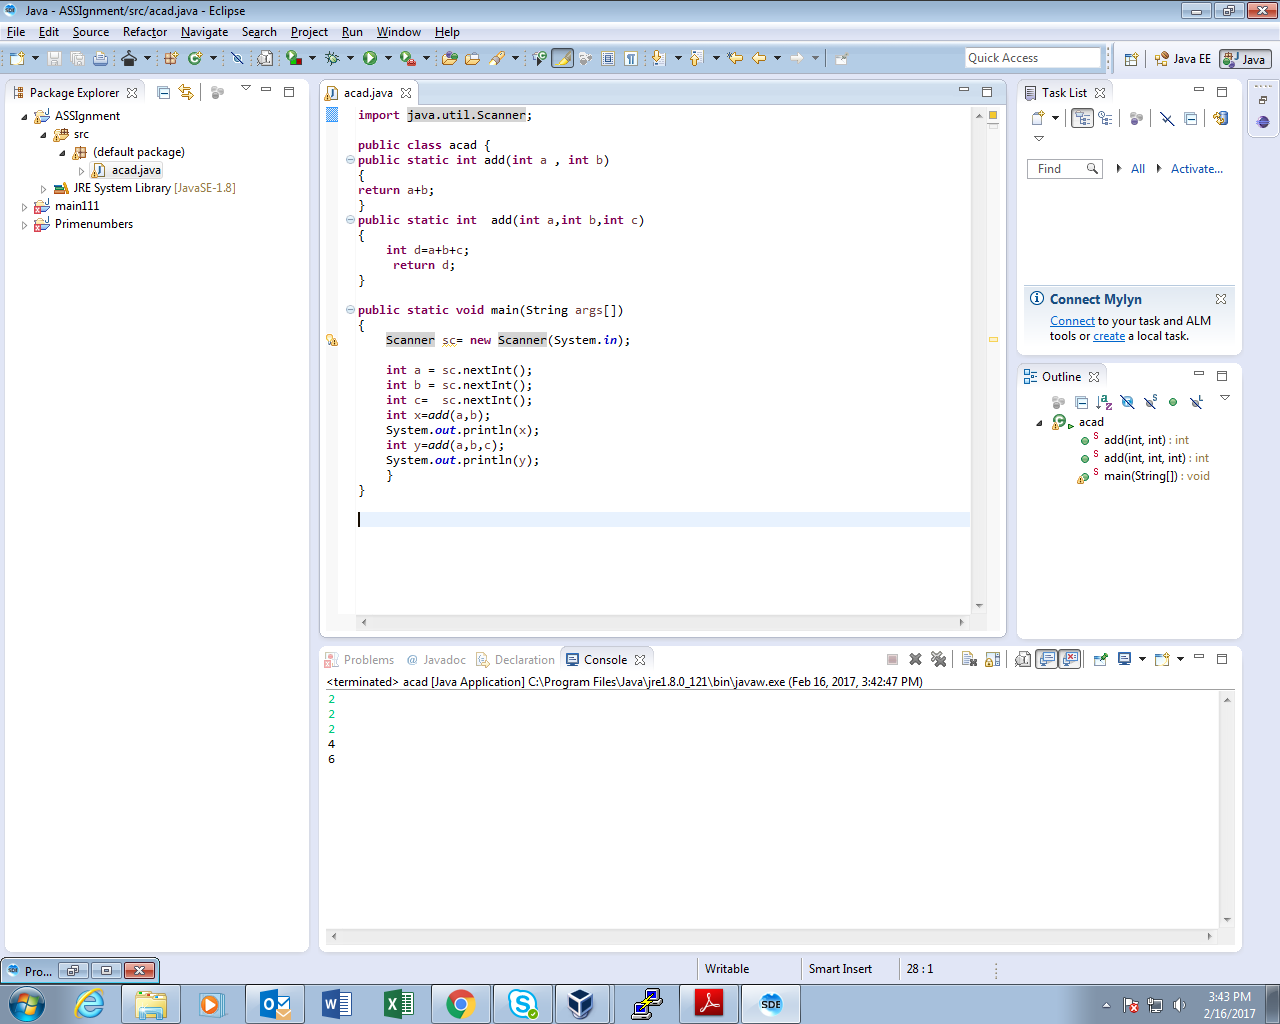 Java - ASSIgnment/src/acad.java - Eclipse
File Edit Source Refactor Navigate Search Project Run Window Help
Quick Access
Java EE
Java
Package Explorer
ASSIgnment
src
(default package)
acad.java
JRE System Library [JavaSE-1.8]
main111
Primenumbers
acad.java
import java.util.Scanner;
public class acad {
public static int add(int a , int b)
{
return a+b;
}
public static int  add(int a,int b,int c)
{
    int d=a+b+c;
     return d;
}
public static void main(String args[])
{
    Scanner sc= new Scanner(System.in);
    int a = sc.nextInt();
    int b = sc.nextInt();
    int c=  sc.nextInt();
    int x=add(a,b);
    System.out.println(x);
    int y=add(a,b,c);
    System.out.println(y);
    }
}
Task List
Find
All
Activate...
Connect Mylyn
Connect to your task and ALM
tools or create a local task.
Outline
acad
add(int, int) : int
add(int, int, int) : int
main(String[]) : void
Problems @ Javadoc Declaration Console
<terminated> acad [Java Application] C:\Program Files\Java\jre1.8.0_121\bin\javaw.exe (Feb 16, 2017, 3:42:47 PM)
2
2
2
4
6
Pro...
Writable
Smart Insert
28 : 1
SDE
3:43 PM
2/16/2017